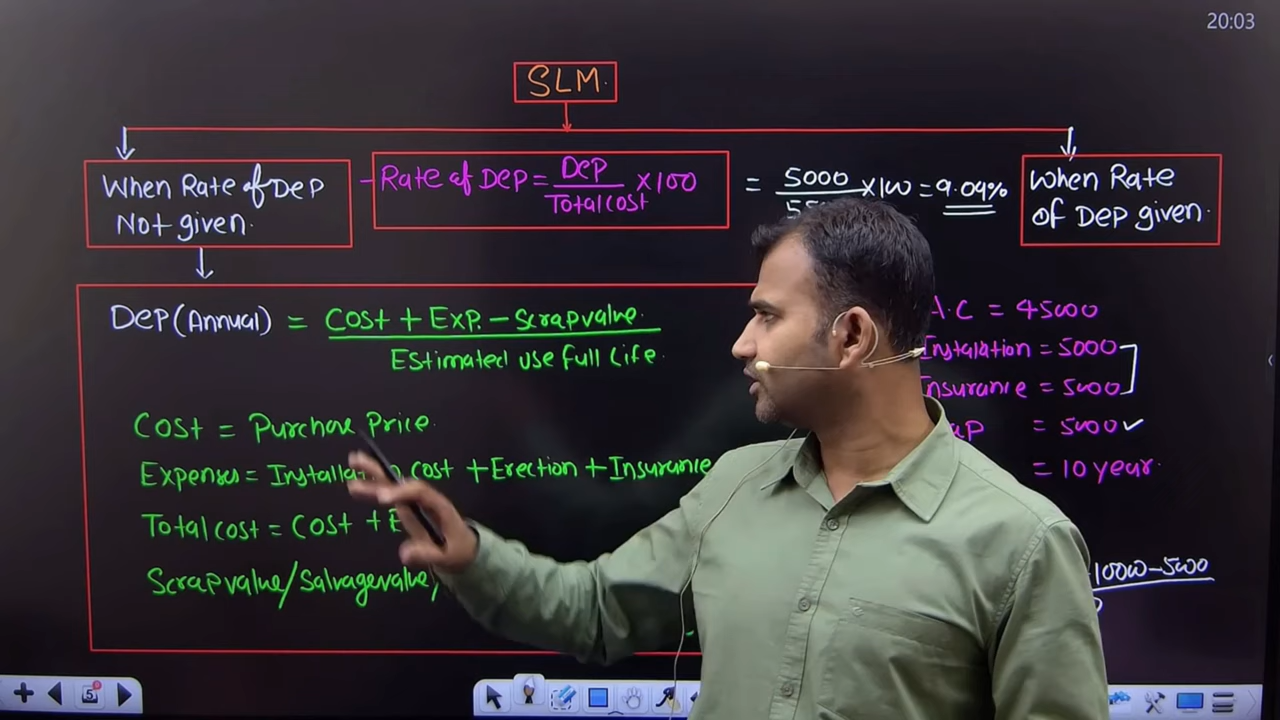 20:03
SLM.
When Rate of Dep
Not given.
Rate of Dep = Dep / Total cost × 100
= 5000 / × 100 = 9.09%
When Rate
of Dep given.
Dep (Annual) = Cost + Exp. - Scrap value.
Estimated use full life.
A.C = 45000
Instalation = 5000
Insurance = 5000
= 5000 ✓
= 10 year.
Cost = Purchase Price.
Expenses = cost + Erection + Insurance
Total cost = Cost +
Scrap value/Salvage value/
10000 - 5000
5